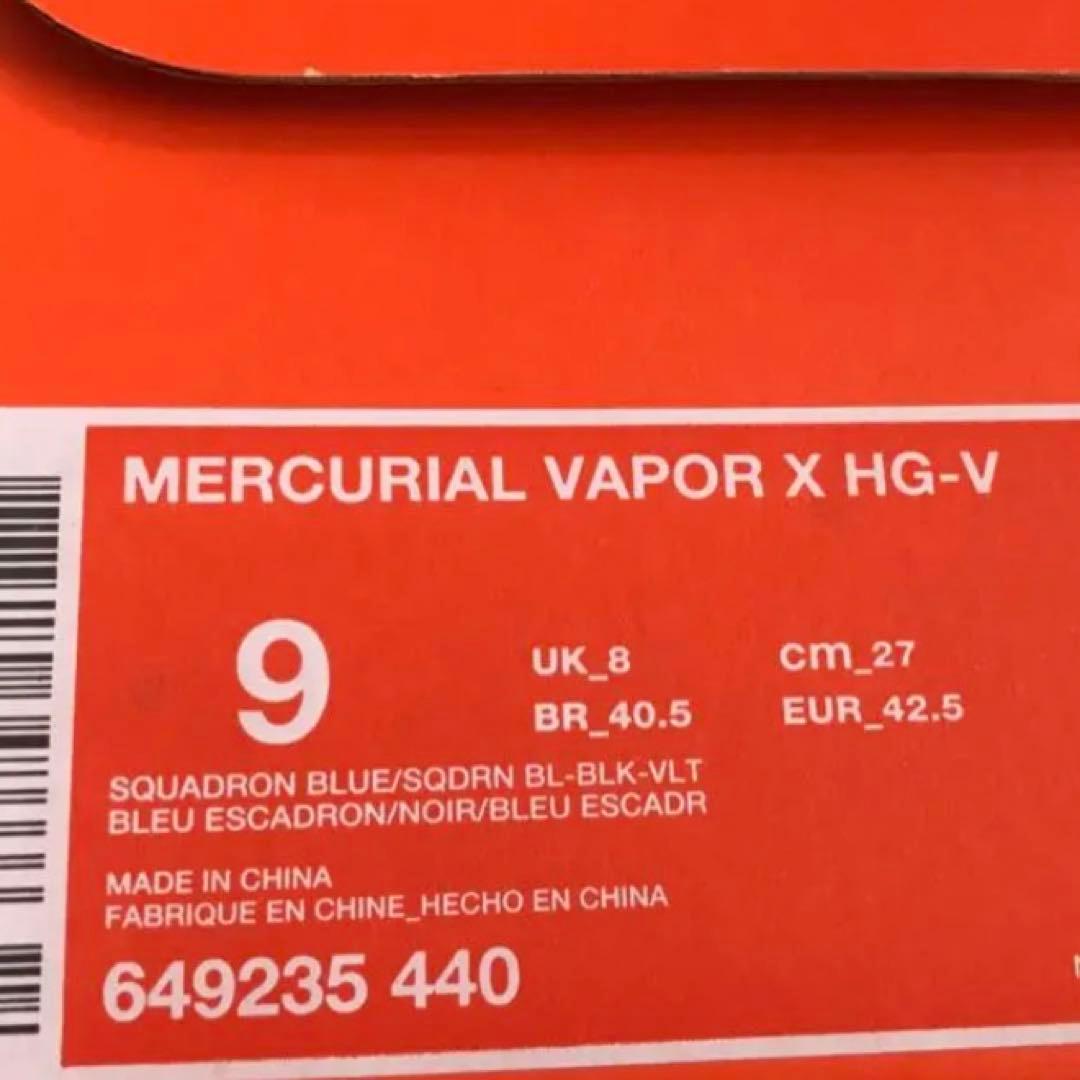 MERCURIAL VAPOR X HG-V
9
UK_8 cm_27
BR_40.5 EUR_42.5
SQUADRON BLUE/SQDRN BL-BLK-VLT
BLEU ESCADRON/NOIR/BLEU ESCADR
MADE IN CHINA
FABRIQUE EN CHINE_HECHO EN CHINA
649235 440